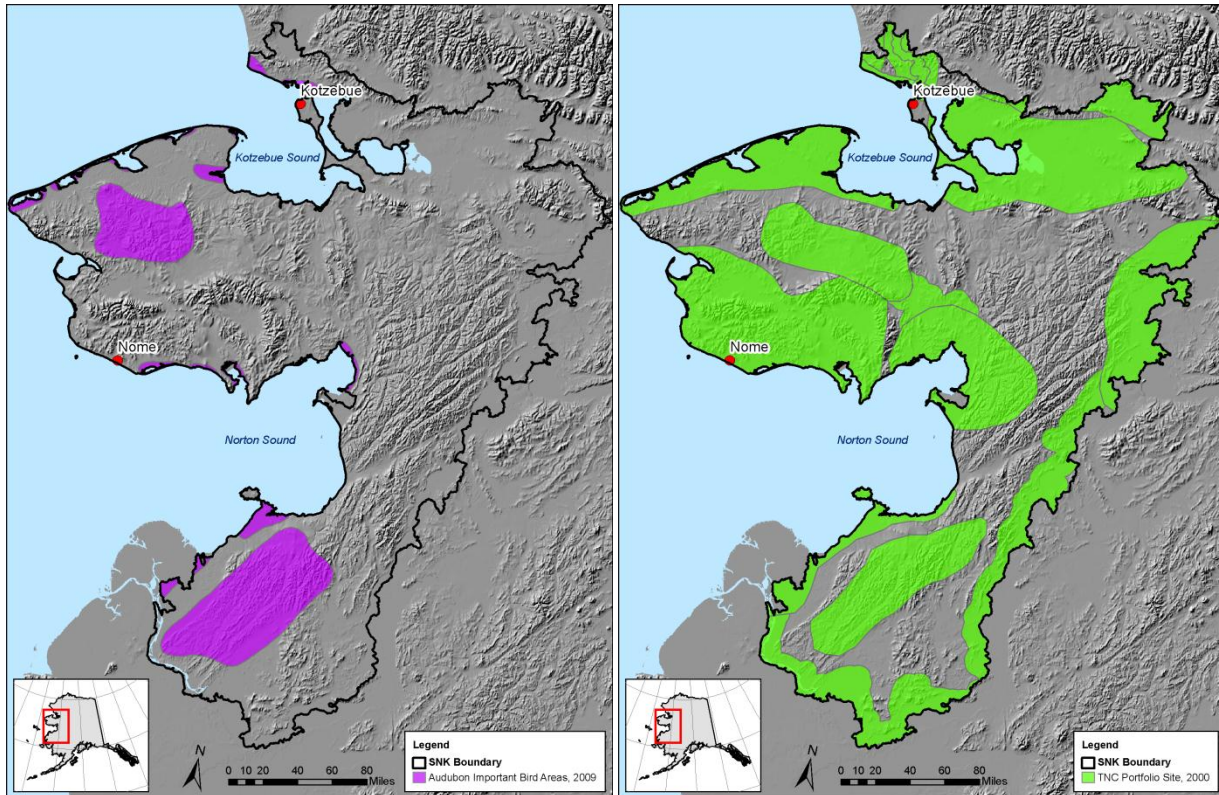 Kotzebue
Kotzebue Sound
Nome
Norton Sound
N
0 10 20 40 60 80
Miles
Legend
SNK Boundary
Audubon Important Bird Areas, 2009
Kotzebue
Kotzebue Sound
Nome
Norton Sound
N
0 10 20 40 60 80
Miles
Legend
SNK Boundary
TNC Portfolio Site, 2000